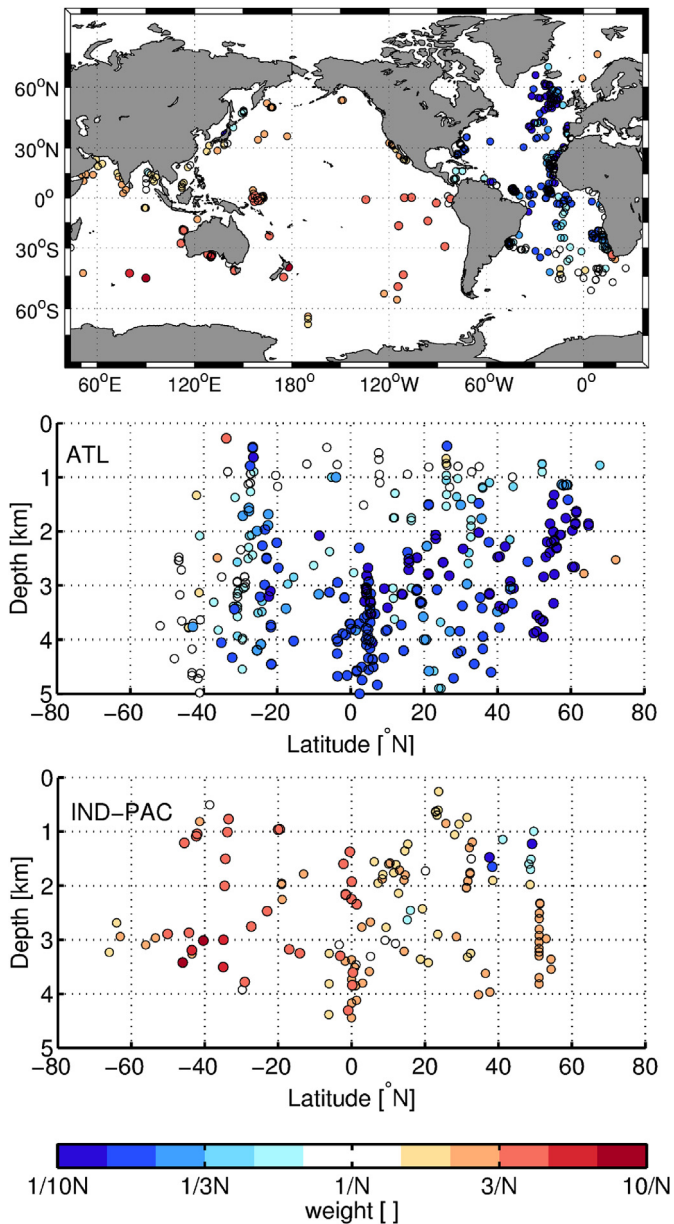 60°N
30°N
0°
30°S
60°S
60°E 120°E 180° 120°W 60°W 0°
0
ATL
1
2
3
4
5
Depth [km]
−80 −60 −40 −20 0 20 40 60 80
Latitude [°N]
0
IND−PAC
1
2
3
4
5
Depth [km]
−80 −60 −40 −20 0 20 40 60 80
Latitude [°N]
1/10N 1/3N 1/N 3/N 10/N
weight [ ]